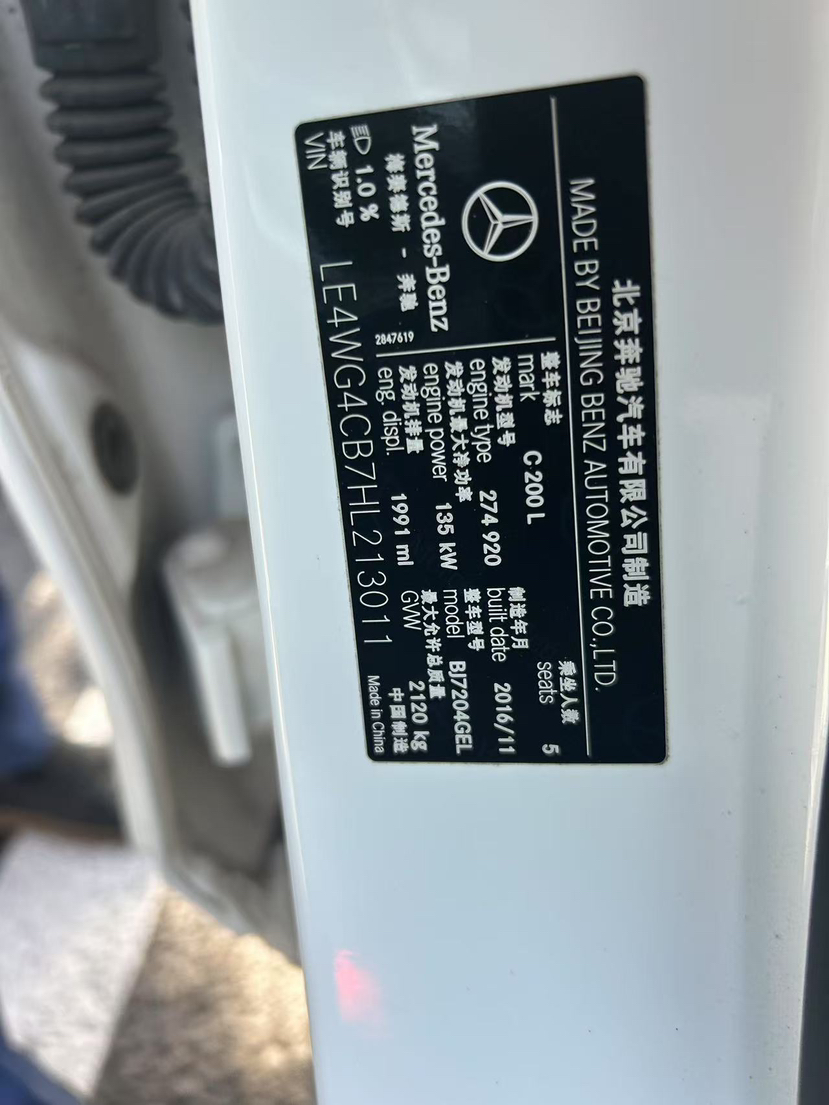 北京奔驰汽车有限公司制造
MADE BY BEIJING BENZ AUTOMOTIVE CO.,LTD.
Mercedes-Benz
梅赛德斯 - 奔驰
2847619
1.0 %
整车标志
mark C 200 L
乘坐人数
seats 5
发动机型号
engine type 274 920
制造年月
built date 2016/11
发动机最大净功率
engine power 135 kW
整车型号
model BJ7204GEL
发动机排量
eng. displ. 1991 ml
最大允许总质量
GVW 2120 kg
车辆识别号
VIN LE4WG4CB7HL213011
中国制造
Made in China